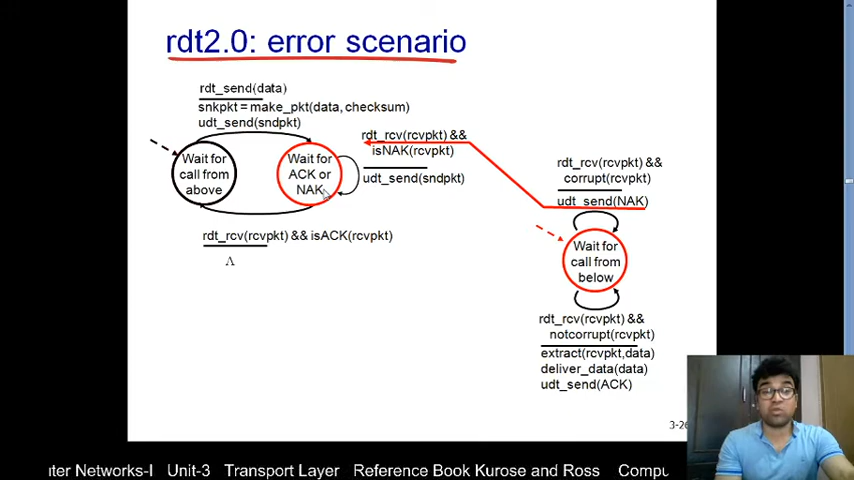 rdt2.0: error scenario
rdt_send(data)
snkpkt = make_pkt(data, checksum)
udt_send(sndpkt)
Wait for
call from
above
Wait for
ACK or
NAK
rdt_rcv(rcvpkt) &&
isNAK(rcvpkt)
udt_send(sndpkt)
rdt_rcv(rcvpkt) && isACK(rcvpkt)
Λ
rdt_rcv(rcvpkt) &&
corrupt(rcvpkt)
udt_send(NAK)
Wait for
call from
below
rdt_rcv(rcvpkt) &&
notcorrupt(rcvpkt)
extract(rcvpkt,data)
deliver_data(data)
udt_send(ACK)
3-26
ıter Networks-I Unit-3 Transport Layer Reference Book Kurose and Ross Compu